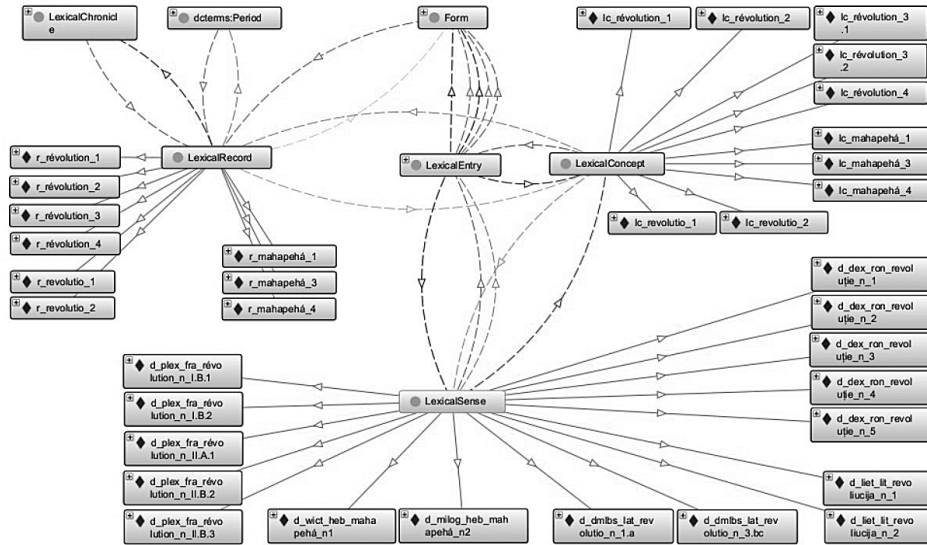 LexicalChronicl
e
dcterms:Period
Form
lc_révolution_1
lc_révolution_2
lc_révolution_3
.1
lc_révolution_3
.2
lc_révolution_4
LexicalRecord
LexicalEntry
LexicalConcept
lc_mahapehá_1
lc_mahapehá_3
lc_mahapehá_4
lc_revolutio_1
lc_revolutio_2
r_révolution_1
r_révolution_2
r_révolution_3
r_révolution_4
r_revolutio_1
r_revolutio_2
r_mahapehá_1
r_mahapehá_3
r_mahapehá_4
d_dex_ron_revol
uție_n_1
d_dex_ron_revol
uție_n_2
d_dex_ron_revol
uție_n_3
d_dex_ron_revol
uție_n_4
d_dex_ron_revol
uție_n_5
LexicalSense
d_plex_fra_révo
lution_n_I.B.1
d_plex_fra_révo
lution_n_I.B.2
d_plex_fra_révo
lution_n_II.A.1
d_plex_fra_révo
lution_n_II.B.2
d_plex_fra_révo
lution_n_II.B.3
d_wict_heb_maha
pehá_n1
d_milog_heb_mah
apehá_n2
d_dmlbs_lat_rev
olutio_n_1.a
d_dmlbs_lat_rev
olutio_n_3.bc
d_liet_lit_revo
liucija_n_1
d_liet_lit_revo
liucija_n_2